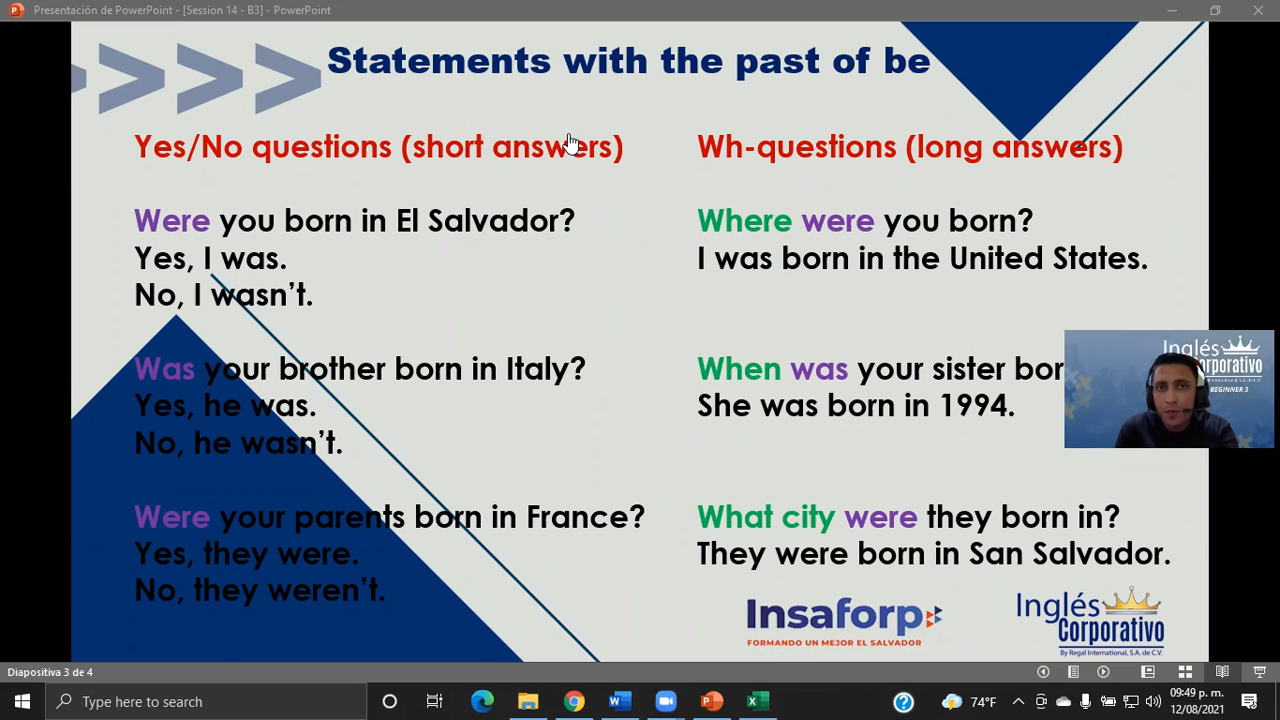 Presentación de PowerPoint - [Session 14 - B3] - PowerPoint
Statements with the past of be
Yes/No questions (short answers)
Were you born in El Salvador?
Yes, I was.
No, I wasn't.
Was your brother born in Italy?
Yes, he was.
No, he wasn't.
Were your parents born in France?
Yes, they were.
No, they weren't.
Wh-questions (long answers)
Where were you born?
I was born in the United States.
When was your sister bor
She was born in 1994.
What city were they born in?
They were born in San Salvador.
Inglés
Corporativo
BEGINNER 3
Insaforp
FORMANDO UN MEJOR EL SALVADOR
Inglés
Corporativo
By Regal International, S.A. de C.V.
Diapositiva 3 de 4
Type here to search
74°F
09:49 p. m.
12/08/2021